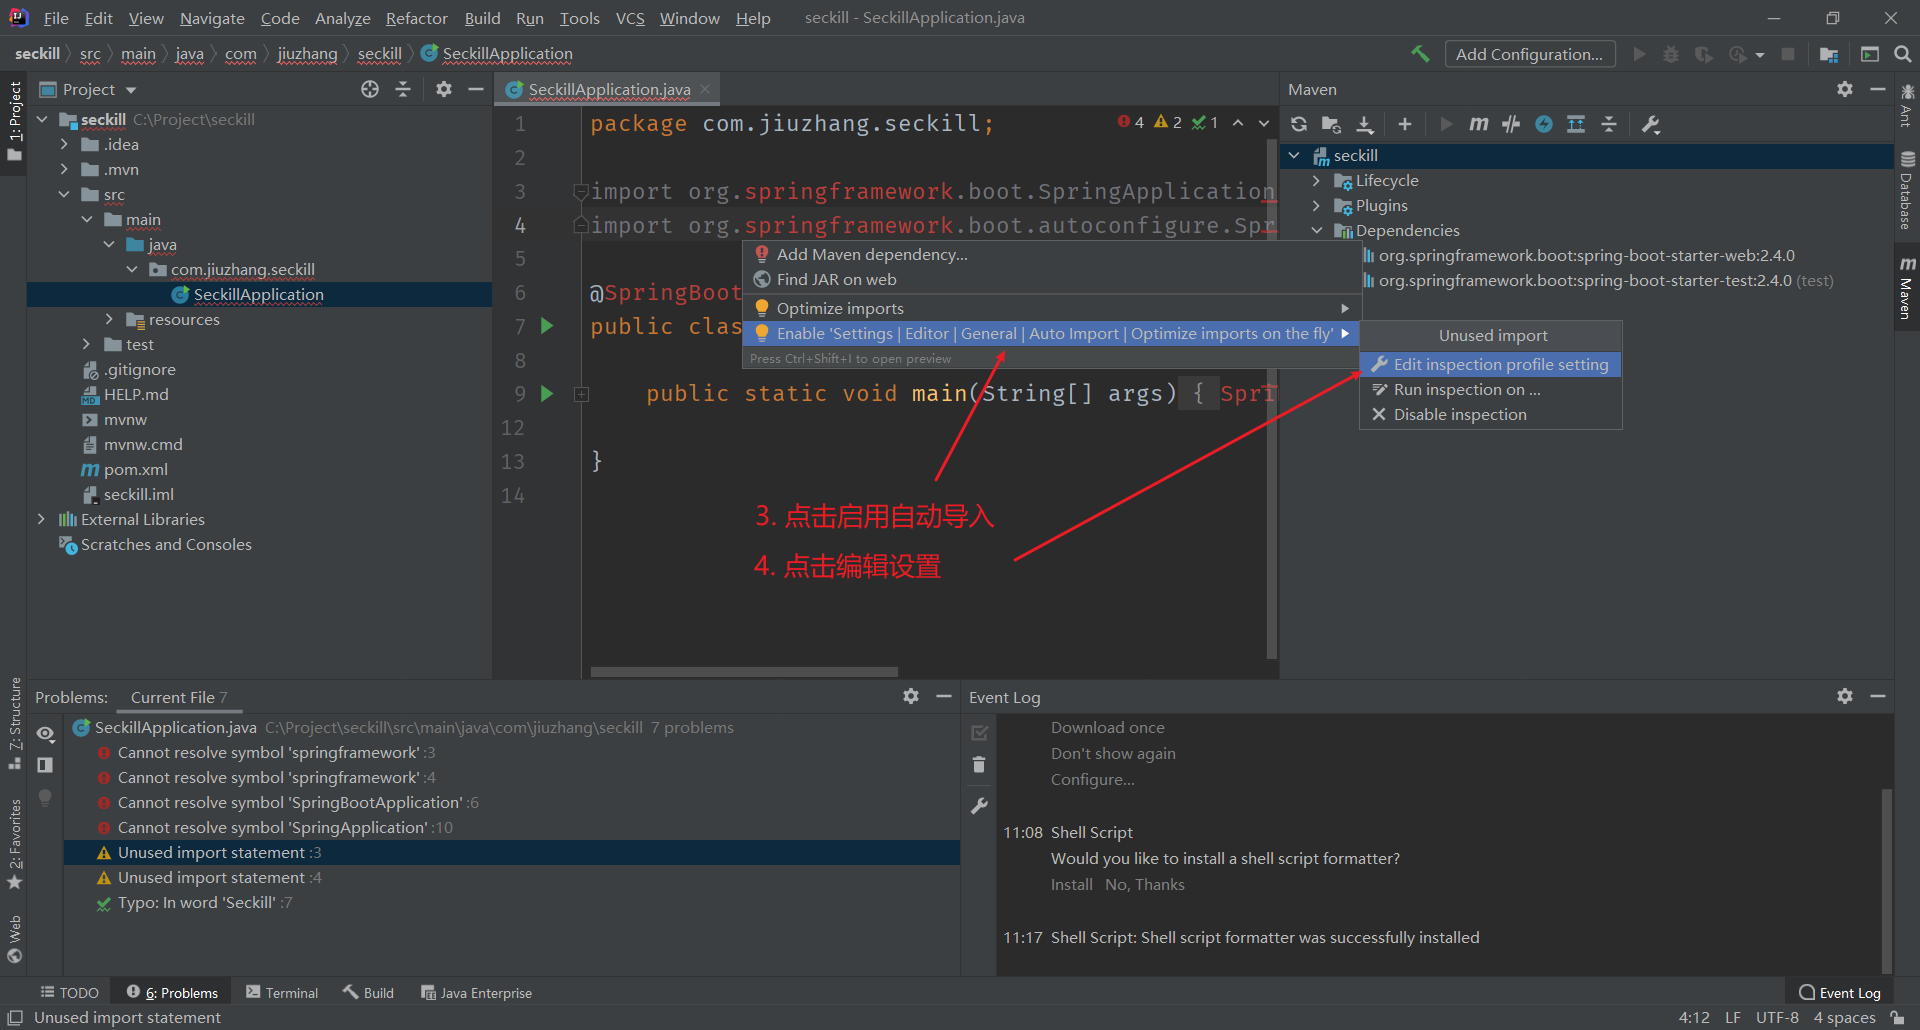 File Edit View Navigate Code Analyze Refactor Build Run Tools VCS Window Help seckill - SeckillApplication.java
seckill src main java com jiuzhang seckill SeckillApplication Add Configuration...
1: Project
Project
seckill C:\Project\seckill
.idea
.mvn
src
main
java
com.jiuzhang.seckill
SeckillApplication
resources
test
.gitignore
HELP.md
mvnw
mvnw.cmd
pom.xml
seckill.iml
External Libraries
Scratches and Consoles
SeckillApplication.java
4 2 1
1 package com.jiuzhang.seckill;
2
3 import org.springframework.boot.SpringApplication
4 import org.springframework.boot.autoconfigure.Spr
5
6 @SpringBoot
7 public clas
8
9 public static void main(String[] args) { Spri
12
13 }
14
Add Maven dependency...
Find JAR on web
Optimize imports
Enable 'Settings | Editor | General | Auto Import | Optimize imports on the fly'
Press Ctrl+Shift+I to open preview
Unused import
Edit inspection profile setting
Run inspection on ...
Disable inspection
3. 点击启用自动导入
4. 点击编辑设置
Maven
seckill
Lifecycle
Plugins
Dependencies
org.springframework.boot:spring-boot-starter-web:2.4.0
org.springframework.boot:spring-boot-starter-test:2.4.0 (test)
Ant
Database
Maven
7: Structure
2: Favorites
Web
Problems: Current File 7
SeckillApplication.java C:\Project\seckill\src\main\java\com\jiuzhang\seckill 7 problems
Cannot resolve symbol 'springframework' :3
Cannot resolve symbol 'springframework' :4
Cannot resolve symbol 'SpringBootApplication' :6
Cannot resolve symbol 'SpringApplication' :10
Unused import statement :3
Unused import statement :4
Typo: In word 'Seckill' :7
Event Log
Download once
Don't show again
Configure...
11:08 Shell Script
Would you like to install a shell script formatter?
Install No, Thanks
11:17 Shell Script: Shell script formatter was successfully installed
TODO 6: Problems Terminal Build Java Enterprise Event Log
Unused import statement 4:12 LF UTF-8 4 spaces